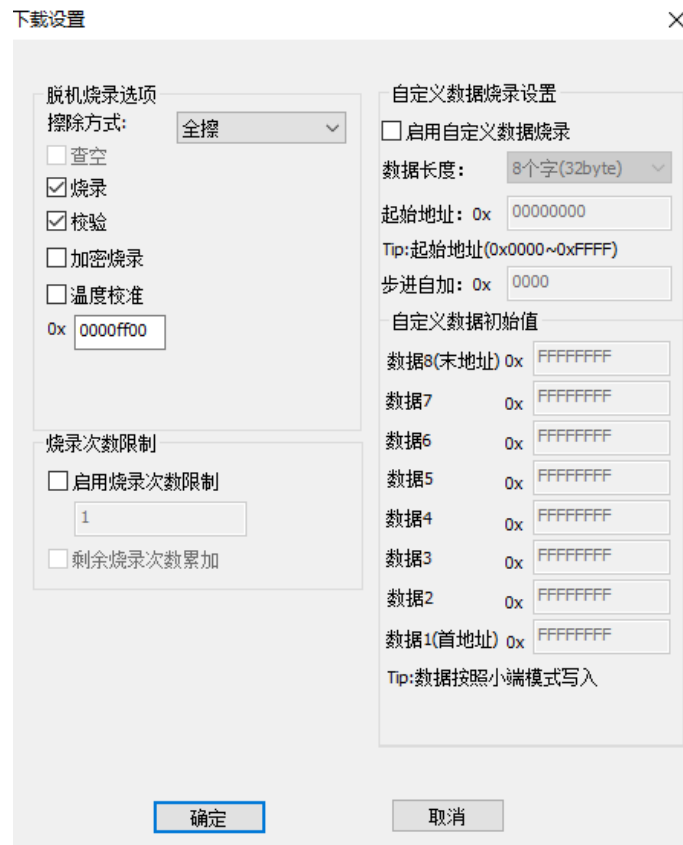 下载设置
脱机烧录选项
擦除方式:
全擦
查空
烧录
校验
加密烧录
温度校准
0x
0000ff00
烧录次数限制
启用烧录次数限制
1
剩余烧录次数累加
自定义数据烧录设置
启用自定义数据烧录
数据长度:
8个字(32byte)
起始地址: 0x
00000000
Tip:起始地址(0x0000~0xFFFF)
步进自加: 0x
0000
自定义数据初始值
数据8(末地址) 0x FFFFFFFF
数据7 0x FFFFFFFF
数据6 0x FFFFFFFF
数据5 0x FFFFFFFF
数据4 0x FFFFFFFF
数据3 0x FFFFFFFF
数据2 0x FFFFFFFF
数据1(首地址) 0x FFFFFFFF
Tip:数据按照小端模式写入
确定
取消